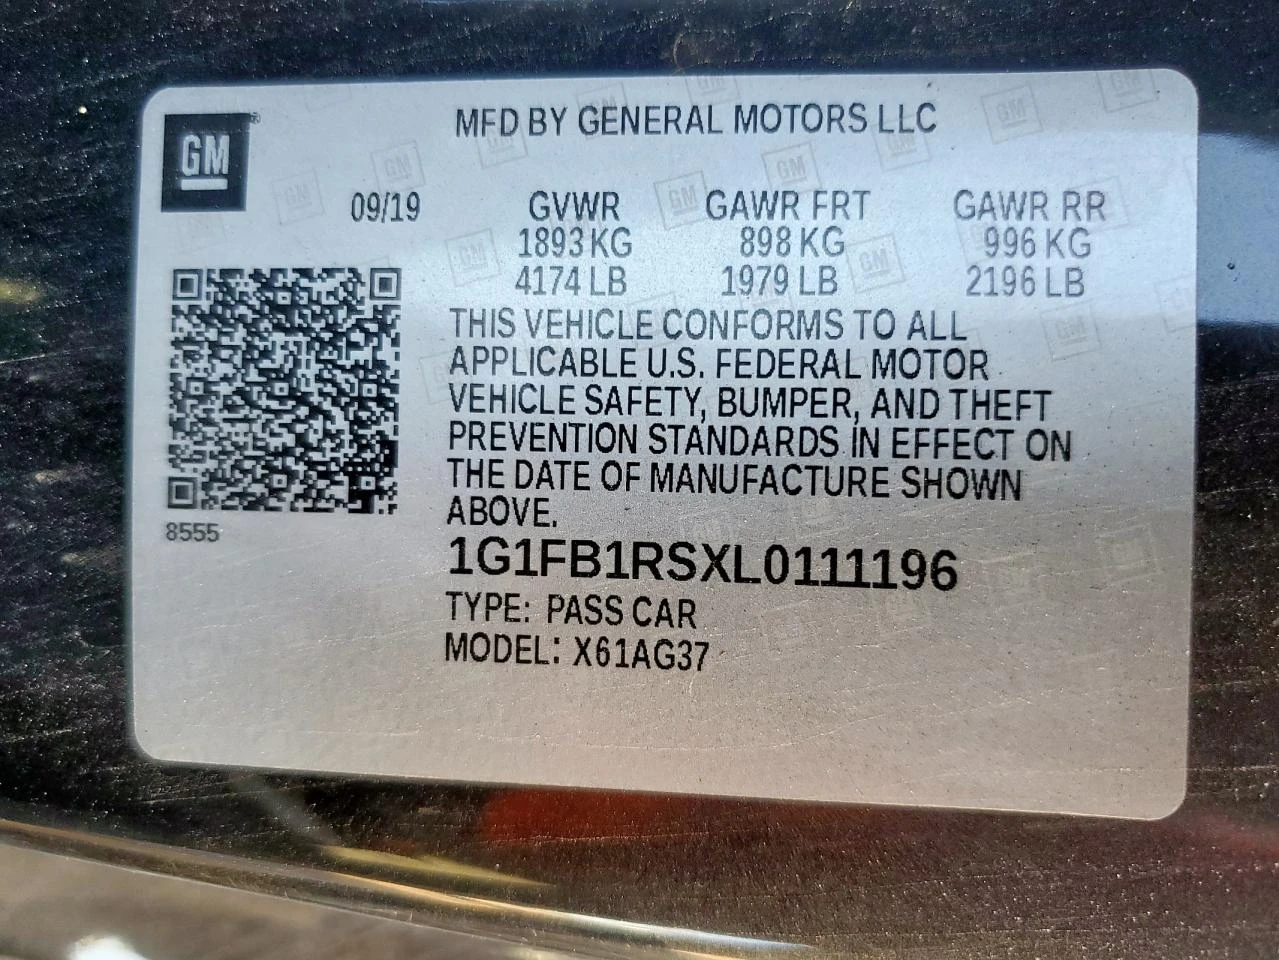 MFD BY GENERAL MOTORS LLC
GM
09/19 GVWR GAWR FRT GAWR RR
1893 KG 898 KG 996 KG
4174 LB 1979 LB 2196 LB
THIS VEHICLE CONFORMS TO ALL
APPLICABLE U.S. FEDERAL MOTOR
VEHICLE SAFETY, BUMPER, AND THEFT
PREVENTION STANDARDS IN EFFECT ON
THE DATE OF MANUFACTURE SHOWN
ABOVE.
8555
1G1FB1RSXL0111196
TYPE: PASS CAR
MODEL: X61AG37